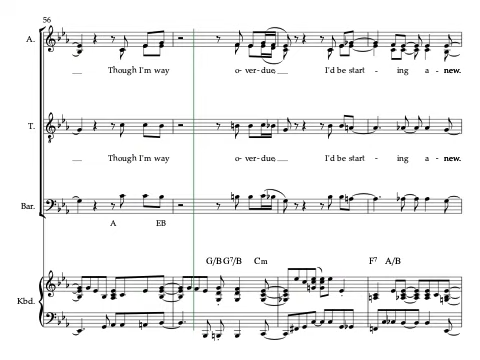 56
A.
Though I'm way o - ver - due, I'd be start - ing a - new.
T.
Though I'm way o - ver - due, I'd be start - ing a - new.
Bar.
A EB
G/B G7/B Cm F7 A/B
Kbd.